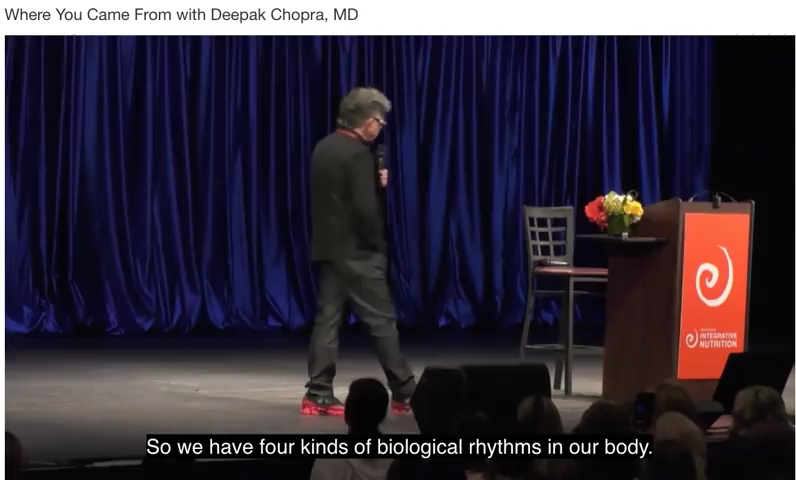 Where You Came From with Deepak Chopra, MD
INTEGRATIVE
NUTRITION
So we have four kinds of biological rhythms in our body.